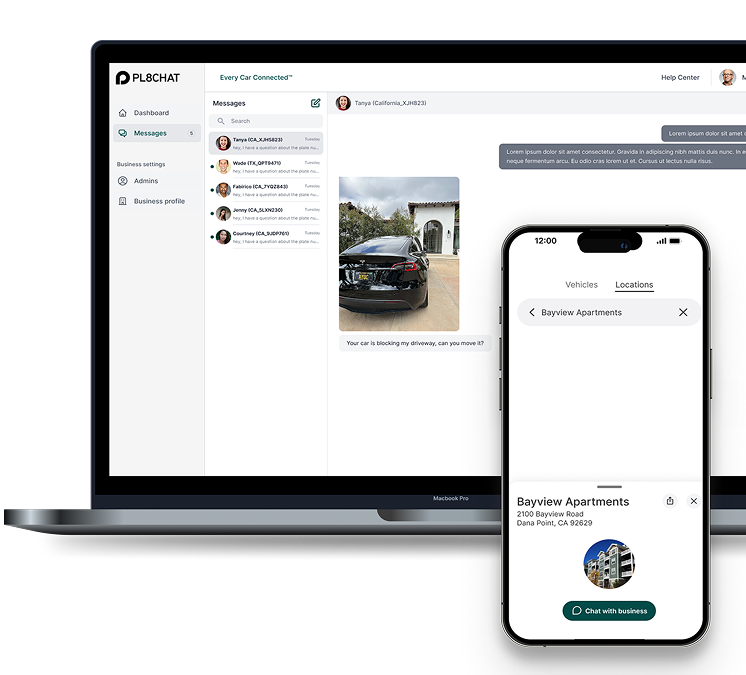 PL8CHAT
Every Car Connected™
Help Center
M
Dashboard
Messages
5
Business settings
Admins
Business profile
Messages
Search
Tanya (CA_XJH5823)
Tuesday
hey, I have a question about the plate nu...
Wade (TX_QPT9471)
Tuesday
hey, I have a question about the plate nu...
Fabirico (CA_7YQZ843)
Tuesday
hey, I have a question about the plate nu...
Jenny (CA_5LXN230)
Tuesday
hey, I have a question about the plate nu...
Courtney (CA_9JDP761)
Tuesday
hey, I have a question about the plate nu...
Tanya (California_XJH823)
Lorem ipsum dolor sit amet
Lorem ipsum dolor sit amet consectetur. Gravida in adipiscing nibh mattis duis nunc. In e
neque fermentum arcu. Eu odio cras lorem ut et. Cursus ut lectus nulla risus.
Your car is blocking my driveway, can you move it?
Macbook Pro
12:00
Vehicles
Locations
Bayview Apartments
Bayview Apartments
2100 Bayview Road
Dana Point, CA 92629
Chat with business